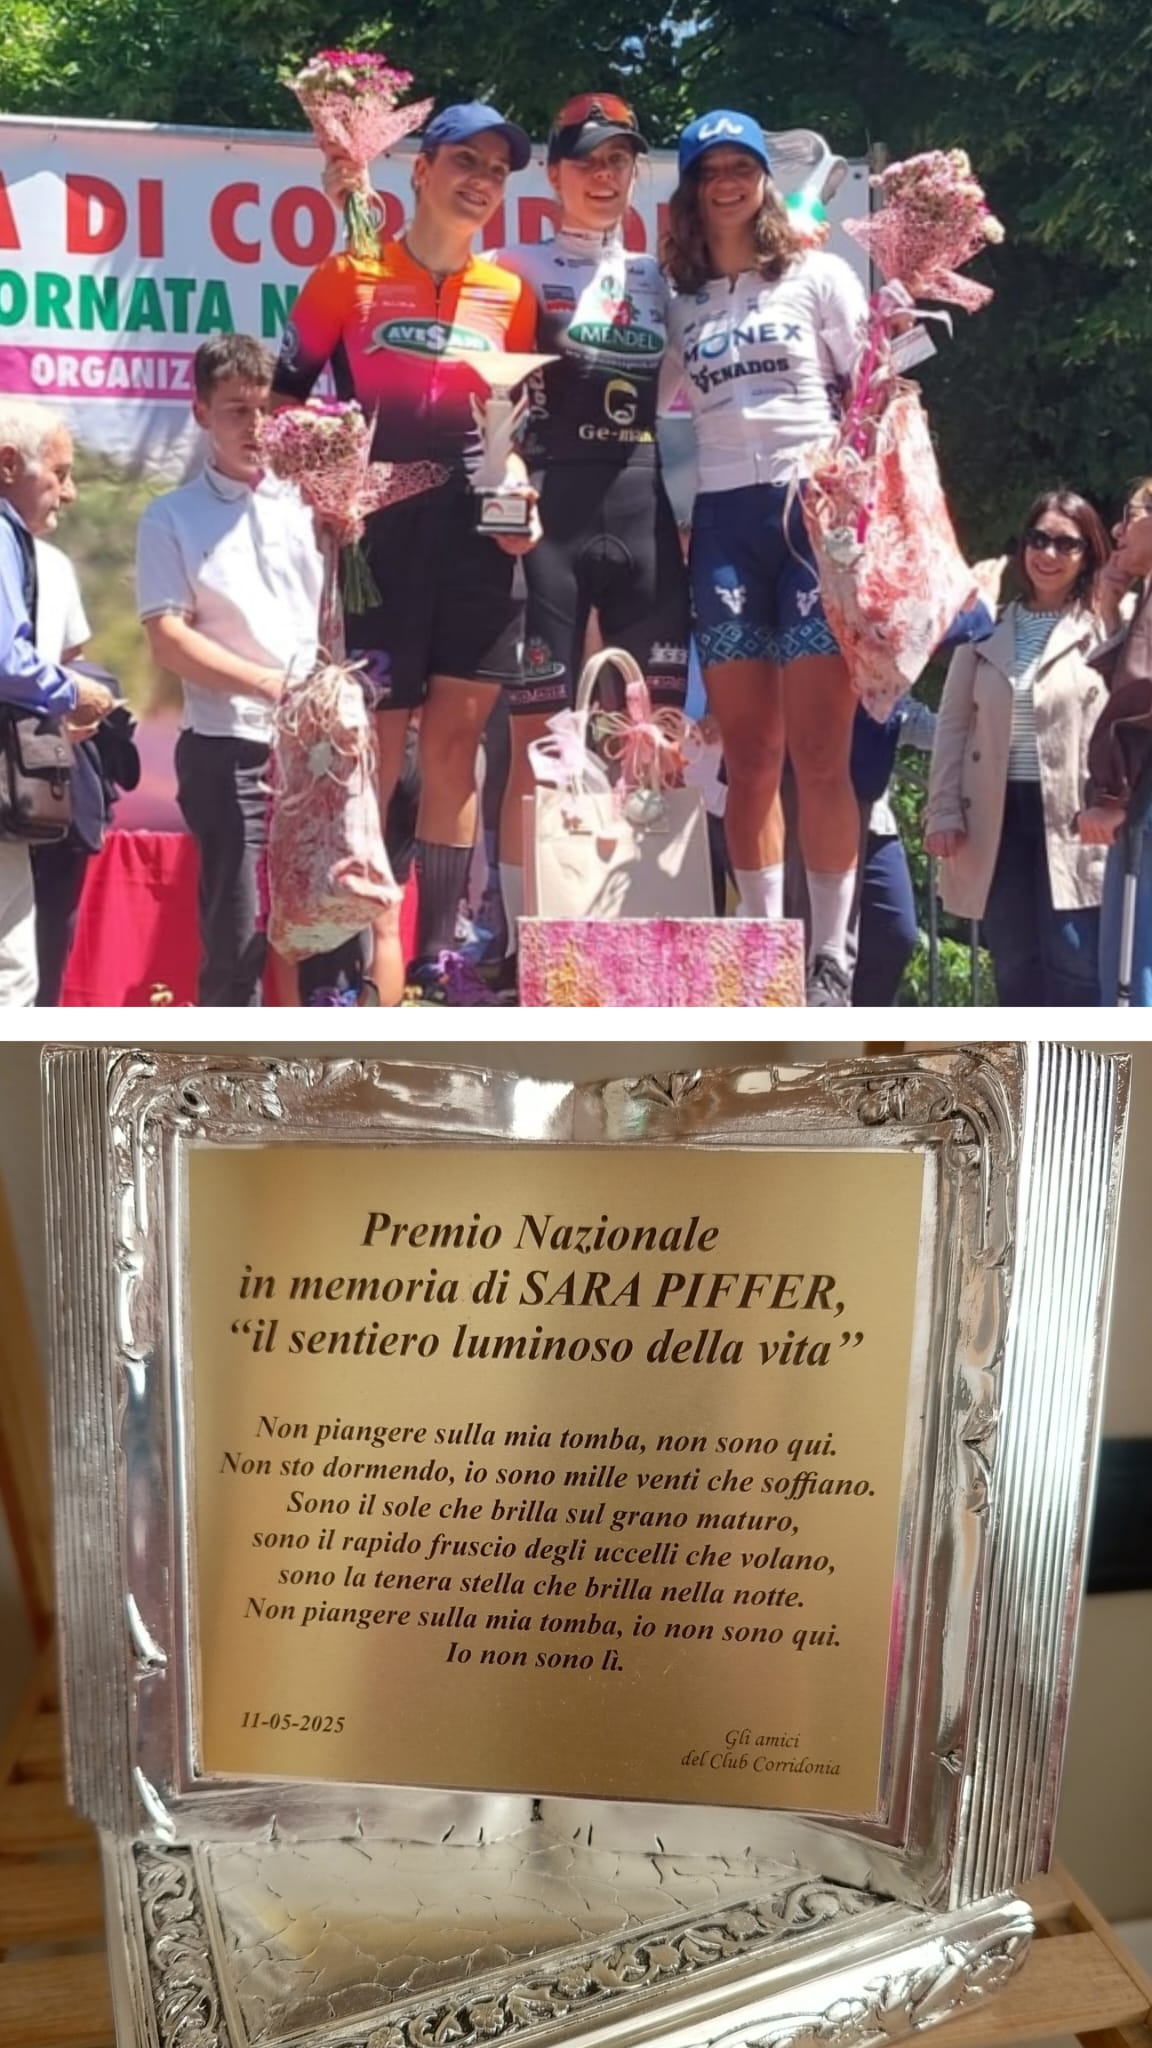 A DI COR
ORNATA N
ORGANIZ
AVESANI
MENDEL
Ge-man
MONEX
VENADOS
Premio Nazionale
in memoria di SARA PIFFER,
“il sentiero luminoso della vita”
Non piangere sulla mia tomba, non sono qui.
Non sto dormendo, io sono mille venti che soffiano.
Sono il sole che brilla sul grano maturo,
sono il rapido fruscio degli uccelli che volano,
sono la tenera stella che brilla nella notte.
Non piangere sulla mia tomba, io non sono qui.
Io non sono lì.
11-05-2025
Gli amici
del Club Corridonia